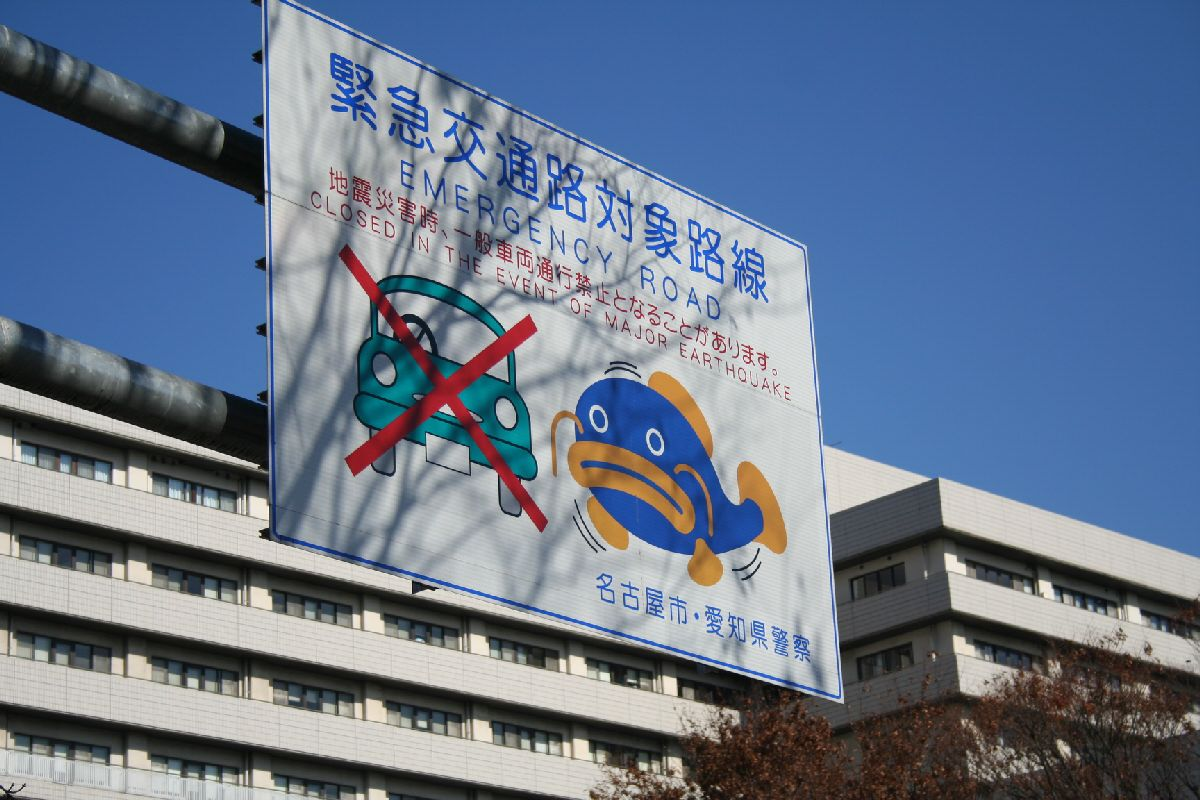 緊急交通路対象路線
EMERGENCY ROAD
地震災害時、一般車両通行禁止となることがあります。
CLOSED IN THE EVENT OF MAJOR EARTHQUAKE
名古屋市・愛知県警察